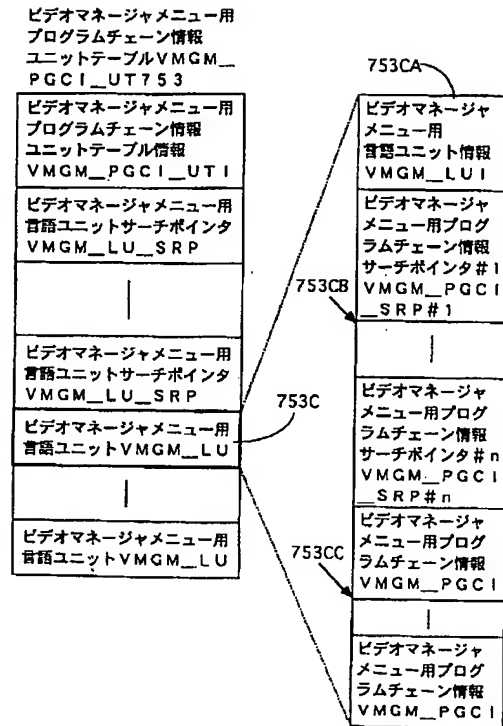 ビデオマネージャメニュー用
プログラムチェーン情報
ユニットテーブルVMGM__
PGCI__UT753
ビデオマネージャメニュー用
プログラムチェーン情報
ユニットテーブル情報
VMGM__PGCI__UTI
ビデオマネージャメニュー用
言語ユニットサーチポインタ
VMGM__LU__SRP
ビデオマネージャメニュー用
言語ユニットサーチポインタ
VMGM__LU__SRP
ビデオマネージャメニュー用
言語ユニットVMGM__LU
ビデオマネージャメニュー用
言語ユニットVMGM__LU
753C
753CA
ビデオマネージャ
メニュー用
言語ユニット情報
VMGM__LUI
ビデオマネージャ
メニュー用プログ
ラムチェーン情報
サーチポインタ#1
VMGM__PGCI
__SRP#1
753CB
ビデオマネージャ
メニュー用プログ
ラムチェーン情報
サーチポインタ#n
VMGM__PGCI
__SRP#n
ビデオマネージャ
メニュー用プログ
ラムチェーン情報
VMGM__PGCI
753CC
ビデオマネージャ
メニュー用プログ
ラムチェーン情報
VMGM__PGCI